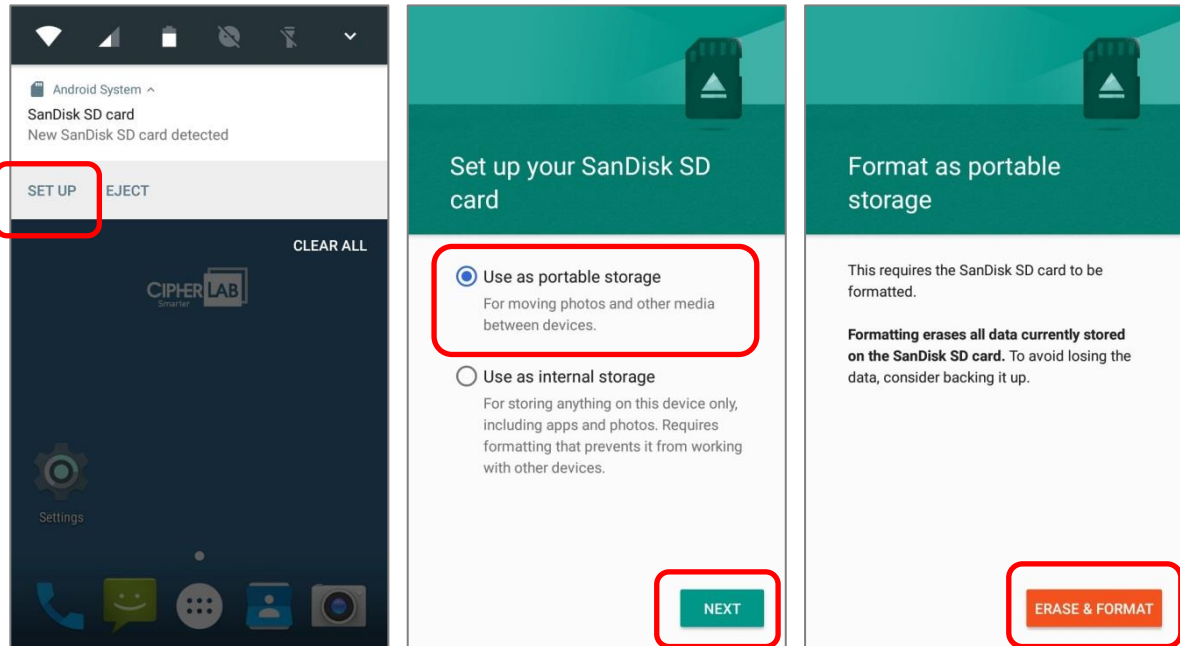 Android System
SanDisk SD card
New SanDisk SD card detected
SET UP EJECT
CLEAR ALL
CIPHERLAB
Smarter
Settings
Set up your SanDisk SD
card
Use as portable storage
For moving photos and other media
between devices.
Use as internal storage
For storing anything on this device only,
including apps and photos. Requires
formatting that prevents it from working
with other devices.
NEXT
Format as portable
storage
This requires the SanDisk SD card to be
formatted.
Formatting erases all data currently stored
on the SanDisk SD card. To avoid losing the
data, consider backing it up.
ERASE & FORMAT